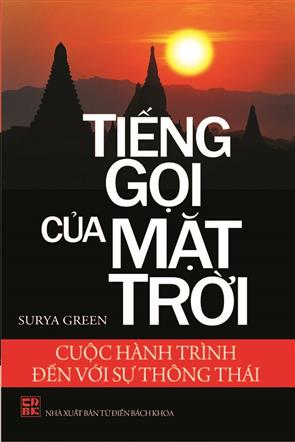 TIẾNG
GỌI
CỦA MẶT
TRỜI
SURYA GREEN
CUỘC HÀNH TRÌNH
ĐẾN VỚI SỰ THÔNG THÁI
NHÀ XUẤT BẢN TỪ ĐIỂN BÁCH KHOA